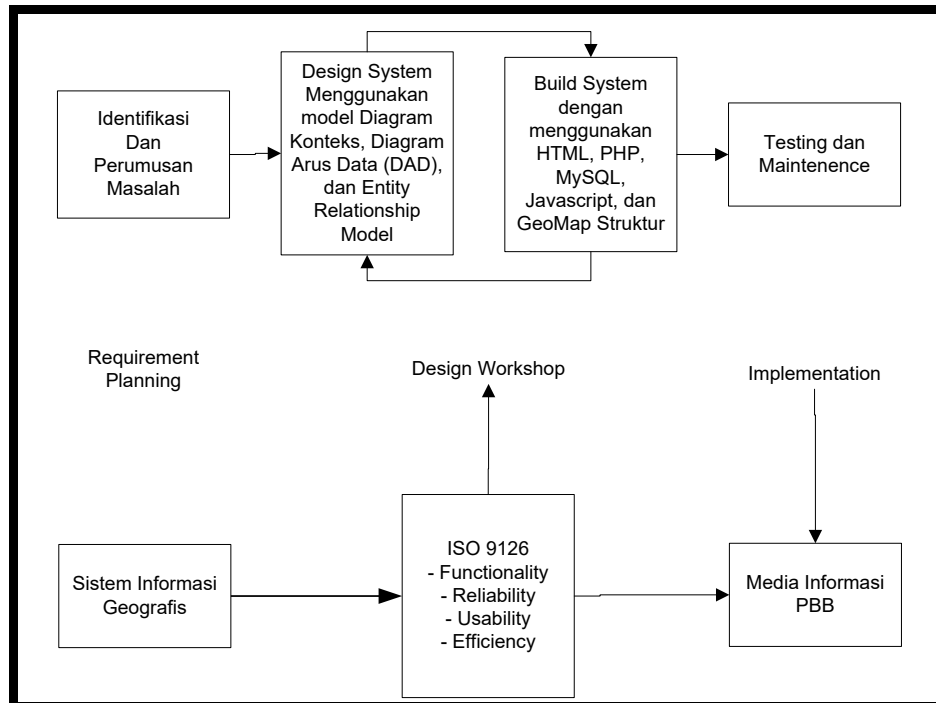 Identifikasi
Dan
Perumusan
Masalah
Design System
Menggunakan
model Diagram
Konteks, Diagram
Arus Data (DAD),
dan Entity
Relationship
Model
Build System
dengan
menggunakan
HTML, PHP,
MySQL,
Javascript, dan
GeoMap Struktur
Testing dan
Maintenence
Requirement
Planning
Design Workshop
Implementation
Sistem Informasi
Geografis
ISO 9126
- Functionality
- Reliability
- Usability
- Efficiency
Media Informasi
PBB